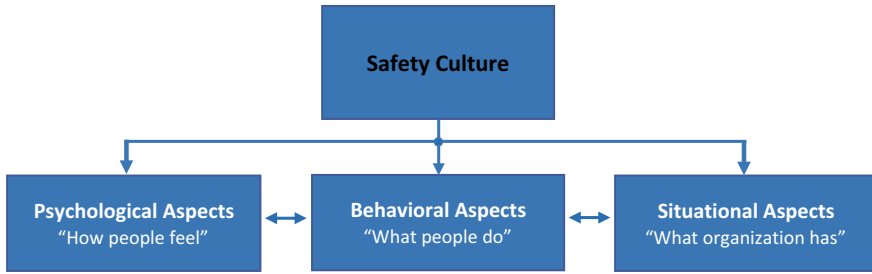 Safety Culture
Psychological Aspects
“How people feel”
Behavioral Aspects
“What people do”
Situational Aspects
“What organization has”